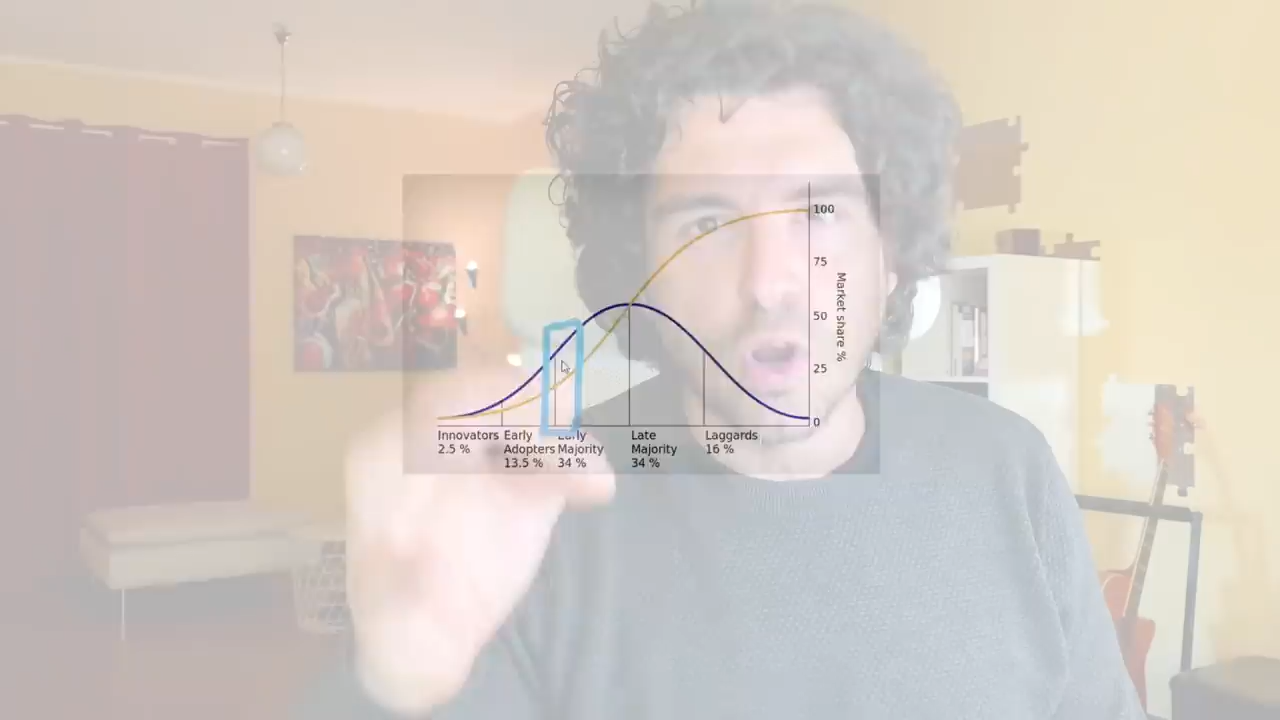 100
75
50
25
0
Market share %
Innovators
2.5 %
Early
Adopters
13.5 %
Early
Majority
34 %
Late
Majority
34 %
Laggards
16 %